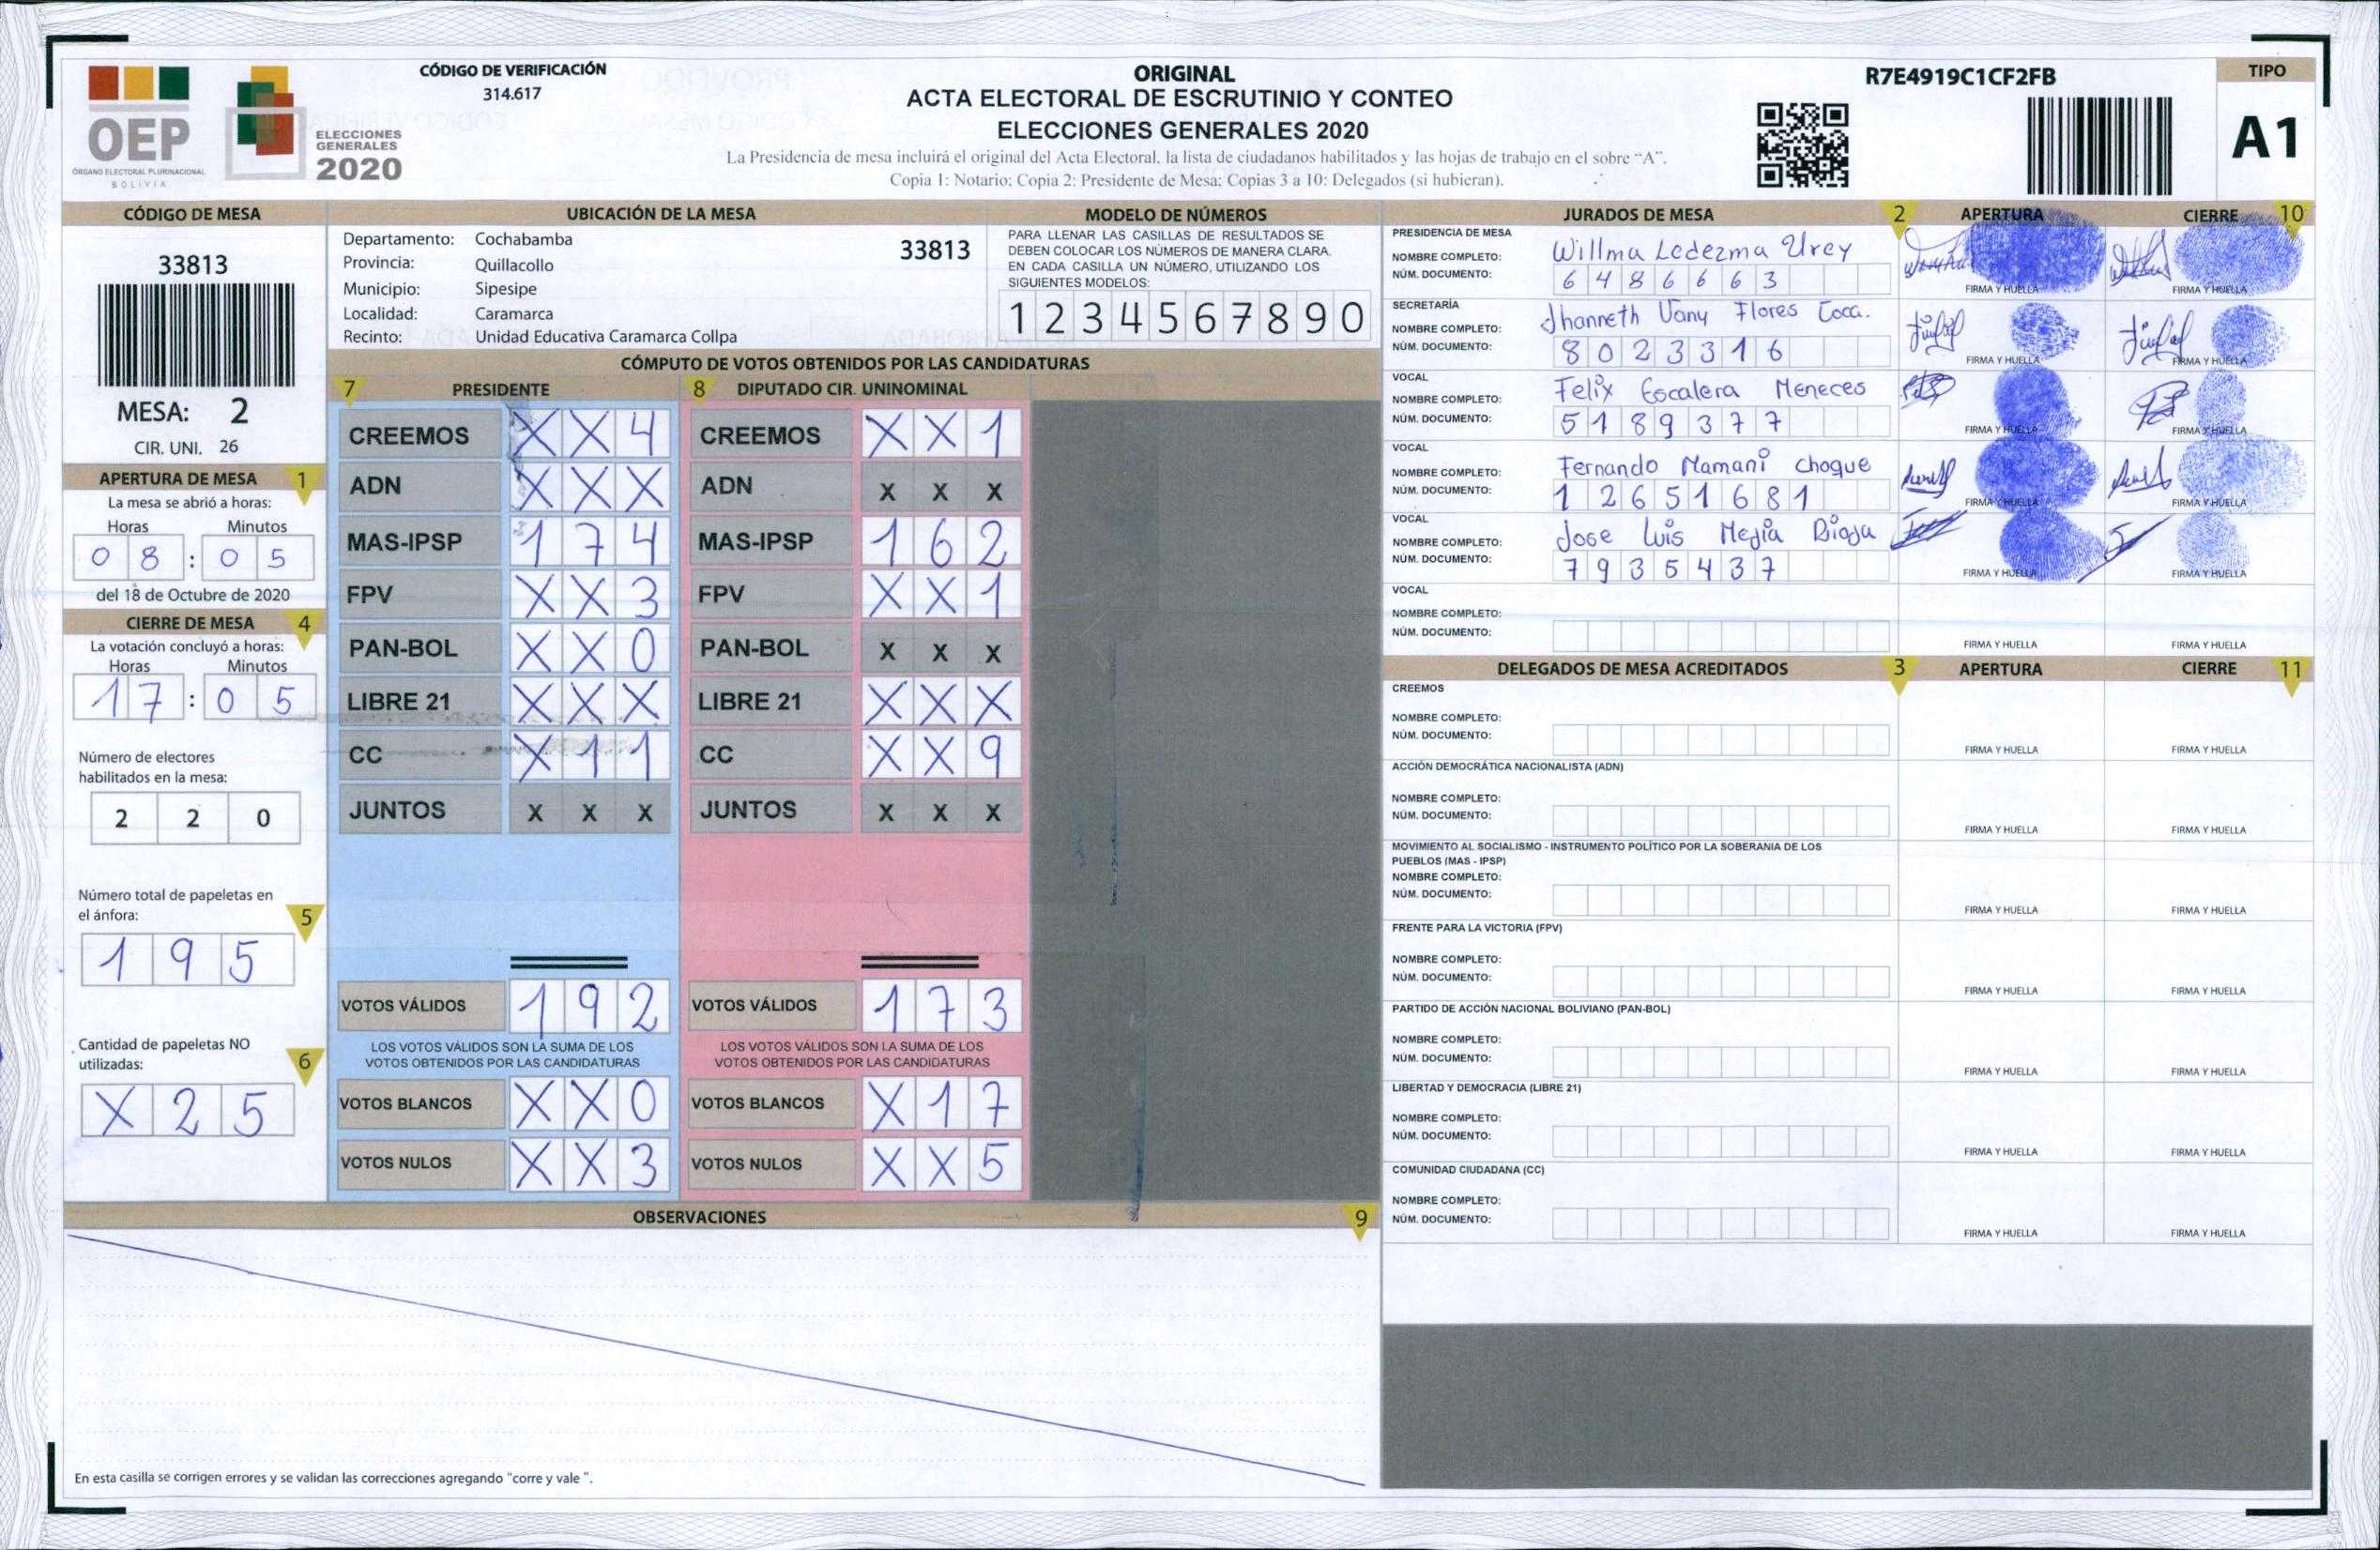 OEP
ÓRGANO ELECTORAL PLURINACIONAL
BOLIVIA
ELECCIONES
GENERALES
2020
CÓDIGO DE VERIFICACIÓN
314.617
ORIGINAL
ACTA ELECTORAL DE ESCRUTINIO Y CONTEO
ELECCIONES GENERALES 2020
La Presidencia de mesa incluirá el original del Acta Electoral, la lista de ciudadanos habilitados y las hojas de trabajo en el sobre "A".
Copia 1: Notario; Copia 2: Presidente de Mesa; Copias 3 a 10: Delegados (si hubieran).
R7E4919C1CF2FB
TIPO
A1
CÓDIGO DE MESA
33813
MESA: 2
CIR. UNI. 26
APERTURA DE MESA 1
La mesa se abrió a horas:
Horas Minutos
0 8 : 0 5
del 18 de Octubre de 2020
CIERRE DE MESA 4
La votación concluyó a horas:
Horas Minutos
1 7 : 0 5
Número de electores
habilitados en la mesa:
2 2 0
Número total de papeletas en
el ánfora: 5
1 9 5
Cantidad de papeletas NO
utilizadas: 6
X 2 5
UBICACIÓN DE LA MESA
Departamento: Cochabamba
33813
Provincia: Quillacollo
Municipio: Sipesipe
Localidad: Caramarca
Recinto: Unidad Educativa Caramarca Collpa
MODELO DE NÚMEROS
PARA LLENAR LAS CASILLAS DE RESULTADOS SE
DEBEN COLOCAR LOS NÚMEROS DE MANERA CLARA.
EN CADA CASILLA UN NÚMERO, UTILIZANDO LOS
SIGUIENTES MODELOS:
1 2 3 4 5 6 7 8 9 0
CÓMPUTO DE VOTOS OBTENIDOS POR LAS CANDIDATURAS
7 PRESIDENTE
CREEMOS X X 4
ADN X X X
MAS-IPSP 1 7 4
FPV X X 3
PAN-BOL X X 0
LIBRE 21 X X X
CC X 1 1
JUNTOS X X X
VOTOS VÁLIDOS 1 9 2
LOS VOTOS VÁLIDOS SON LA SUMA DE LOS
VOTOS OBTENIDOS POR LAS CANDIDATURAS
VOTOS BLANCOS X X 0
VOTOS NULOS X X 3
8 DIPUTADO CIR. UNINOMINAL
CREEMOS X X 1
ADN X X X
MAS-IPSP 1 6 2
FPV X X 1
PAN-BOL X X X
LIBRE 21 X X X
CC X X 9
JUNTOS X X X
VOTOS VÁLIDOS 1 7 3
LOS VOTOS VÁLIDOS SON LA SUMA DE LOS
VOTOS OBTENIDOS POR LAS CANDIDATURAS
VOTOS BLANCOS X 1 7
VOTOS NULOS X X 5
OBSERVACIONES 9
En esta casilla se corrigen errores y se validan las correcciones agregando "corre y vale ".
JURADOS DE MESA 2 APERTURA CIERRE 10
PRESIDENCIA DE MESA
NOMBRE COMPLETO: Willma Ledezma Urey
NÚM. DOCUMENTO: 6 4 8 6 6 6 3
FIRMA Y HUELLA FIRMA Y HUELLA
SECRETARÍA
NOMBRE COMPLETO: Jhanneth Vany Flores Coca.
NÚM. DOCUMENTO: 8 0 2 3 3 1 6
FIRMA Y HUELLA FIRMA Y HUELLA
VOCAL
NOMBRE COMPLETO: Felix Escalera Meneces
NÚM. DOCUMENTO: 5 1 8 9 3 7 7
FIRMA Y HUELLA FIRMA Y HUELLA
VOCAL
NOMBRE COMPLETO: Fernando Mamani choque
NÚM. DOCUMENTO: 1 2 6 5 1 6 8 1
FIRMA Y HUELLA FIRMA Y HUELLA
VOCAL
NOMBRE COMPLETO: Jose Luis Mejia Rioja
NÚM. DOCUMENTO: 7 9 3 5 4 3 7
FIRMA Y HUELLA FIRMA Y HUELLA
VOCAL
NOMBRE COMPLETO:
NÚM. DOCUMENTO:
FIRMA Y HUELLA FIRMA Y HUELLA
DELEGADOS DE MESA ACREDITADOS 3 APERTURA CIERRE 11
CREEMOS
NOMBRE COMPLETO:
NÚM. DOCUMENTO:
FIRMA Y HUELLA FIRMA Y HUELLA
ACCIÓN DEMOCRÁTICA NACIONALISTA (ADN)
NOMBRE COMPLETO:
NÚM. DOCUMENTO:
FIRMA Y HUELLA FIRMA Y HUELLA
MOVIMIENTO AL SOCIALISMO - INSTRUMENTO POLÍTICO POR LA SOBERANIA DE LOS
PUEBLOS (MAS - IPSP)
NOMBRE COMPLETO:
NÚM. DOCUMENTO:
FIRMA Y HUELLA FIRMA Y HUELLA
FRENTE PARA LA VICTORIA (FPV)
NOMBRE COMPLETO:
NÚM. DOCUMENTO:
FIRMA Y HUELLA FIRMA Y HUELLA
PARTIDO DE ACCIÓN NACIONAL BOLIVIANO (PAN-BOL)
NOMBRE COMPLETO:
NÚM. DOCUMENTO:
FIRMA Y HUELLA FIRMA Y HUELLA
LIBERTAD Y DEMOCRACIA (LIBRE 21)
NOMBRE COMPLETO:
NÚM. DOCUMENTO:
FIRMA Y HUELLA FIRMA Y HUELLA
COMUNIDAD CIUDADANA (CC)
NOMBRE COMPLETO:
NÚM. DOCUMENTO:
FIRMA Y HUELLA FIRMA Y HUELLA